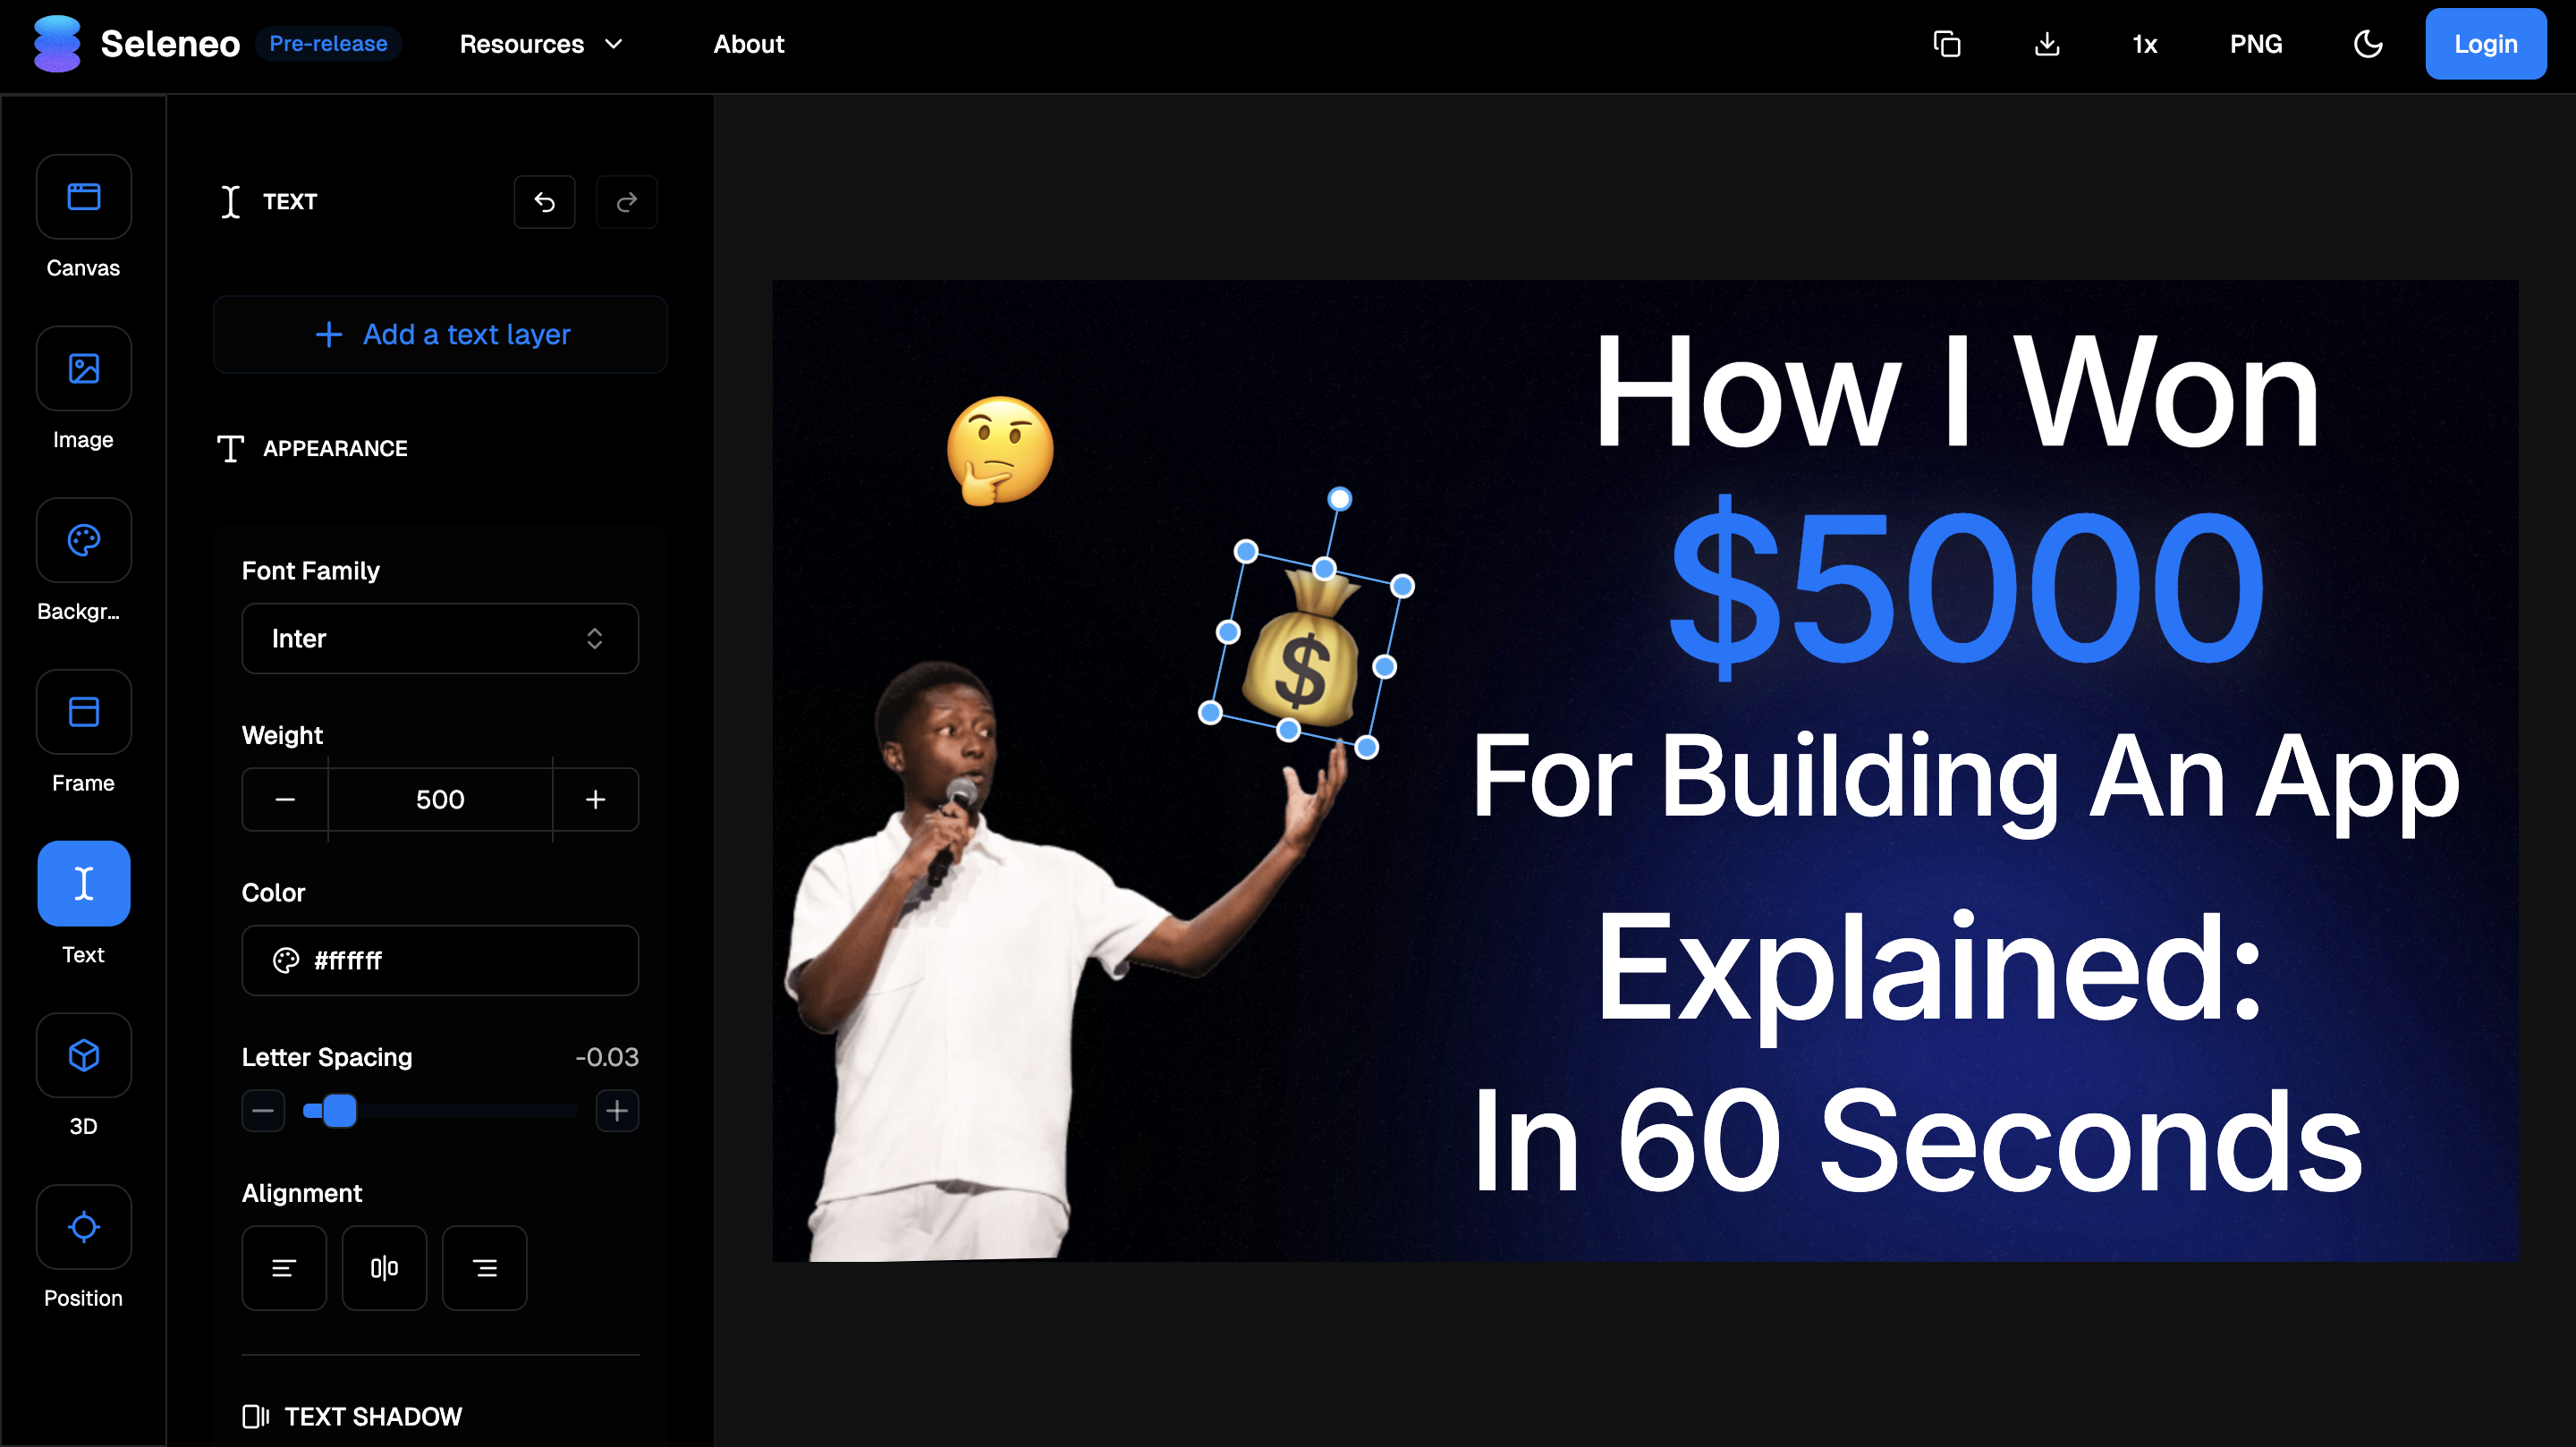 Seleneo
Pre-release
Resources
About
1x
PNG
Login
Canvas
Image
Backgr...
Frame
Text
3D
Position
TEXT
Add a text layer
APPEARANCE
Font Family
Inter
Weight
500
Color
#ffffff
Letter Spacing
-0.03
Alignment
TEXT SHADOW
How I Won
$5000
For Building An App
Explained:
In 60 Seconds
$